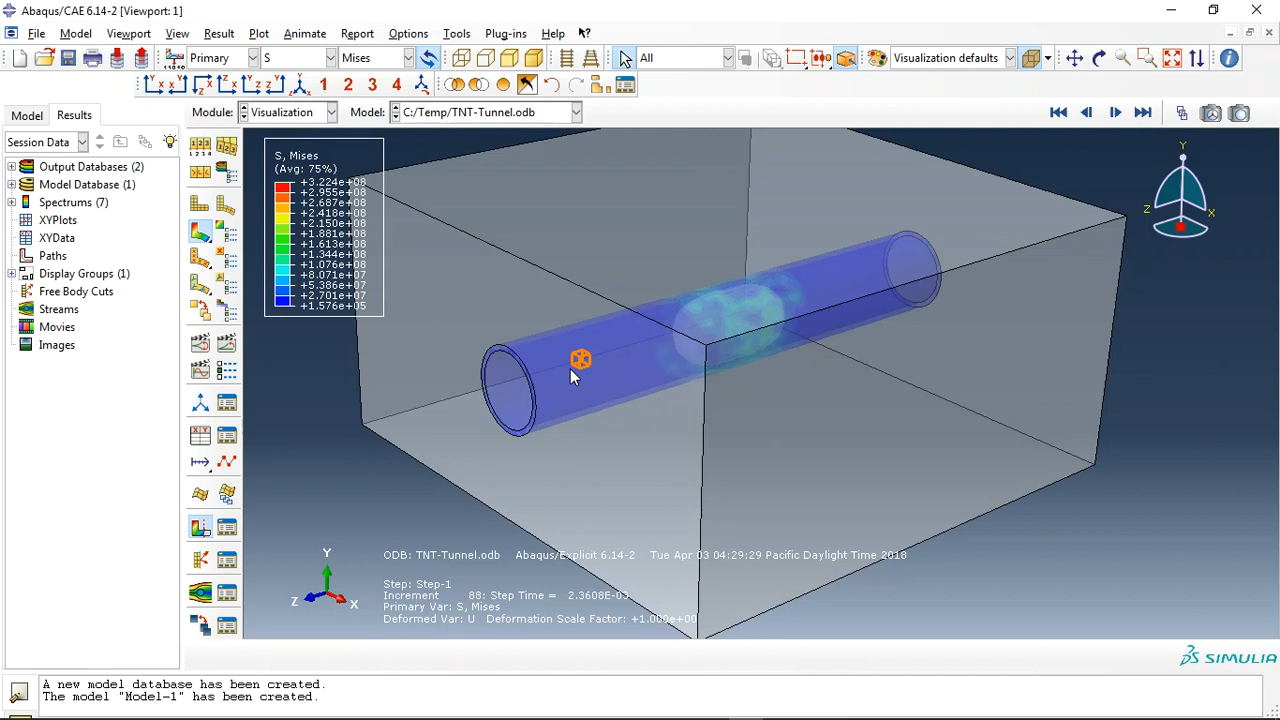 Abaqus/CAE 6.14-2 [Viewport: 1]
File Model Viewport View Result Plot Animate Report Options Tools Plug-ins Help
Primary S Mises All Visualization defaults
1 2 3 4
Model Results Module: Visualization Model: C:/Temp/TNT-Tunnel.odb
Session Data
Output Databases (2)
Model Database (1)
Spectrums (7)
XYPlots
XYData
Paths
Display Groups (1)
Free Body Cuts
Streams
Movies
Images
S, Mises
(Avg: 75%)
+3.224e+08
+2.955e+08
+2.687e+08
+2.418e+08
+2.150e+08
+1.881e+08
+1.613e+08
+1.344e+08
+1.076e+08
+8.071e+07
+5.386e+07
+2.701e+07
+1.576e+05
Y
Z X
ODB: TNT-Tunnel.odb Abaqus/Explicit 6.14-2 Tue Apr 03 04:29:29 Pacific Daylight Time 2018
Step: Step-1
Increment 88: Step Time = 2.3608E-03
Primary Var: S, Mises
Deformed Var: U Deformation Scale Factor: +1.000e+00
Y
Z X
SIMULIA
A new model database has been created.
The model "Model-1" has been created.